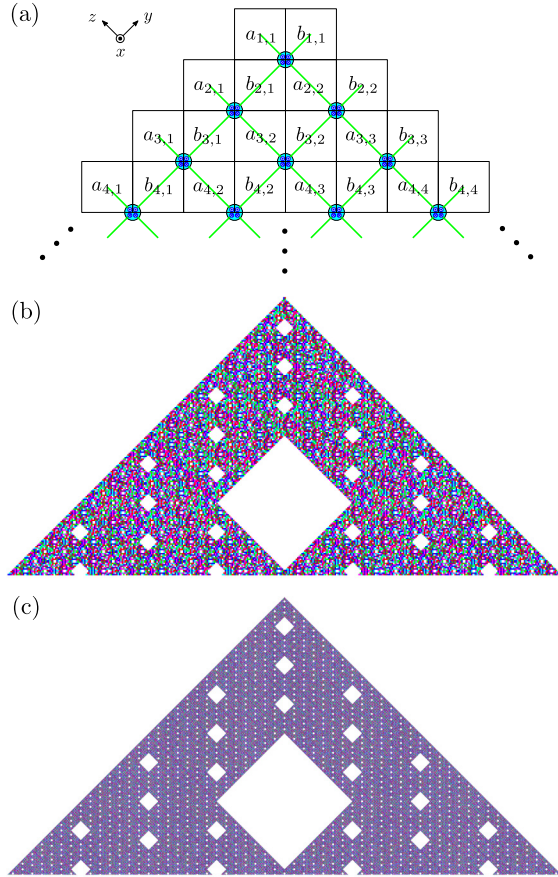 (a)
z y
x
a1,1 b1,1
a2,1 b2,1 a2,2 b2,2
a3,1 b3,1 a3,2 b3,2 a3,3 b3,3
a4,1 b4,1 a4,2 b4,2 a4,3 b4,3 a4,4 b4,4
(b)
(c)